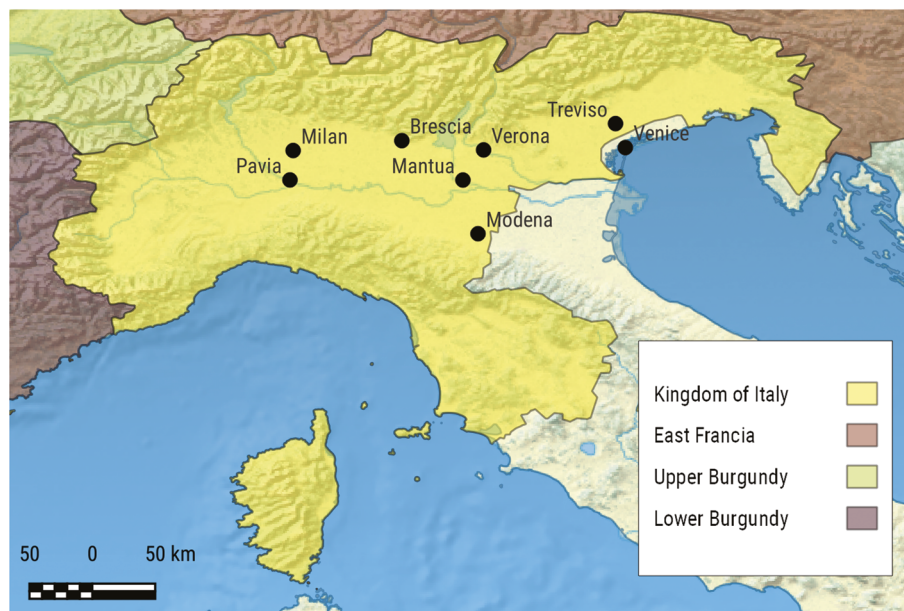 Treviso
Brescia
Milan
Verona
Venice
Pavia
Mantua
Modena
Kingdom of Italy
East Francia
Upper Burgundy
Lower Burgundy
50 0 50 km